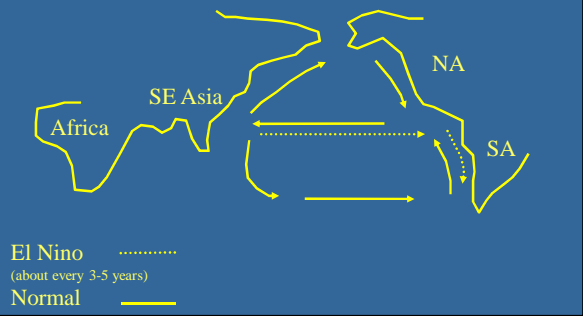 NA
SE Asia
Africa
SA
El Nino
(about every 3-5 years)
Normal